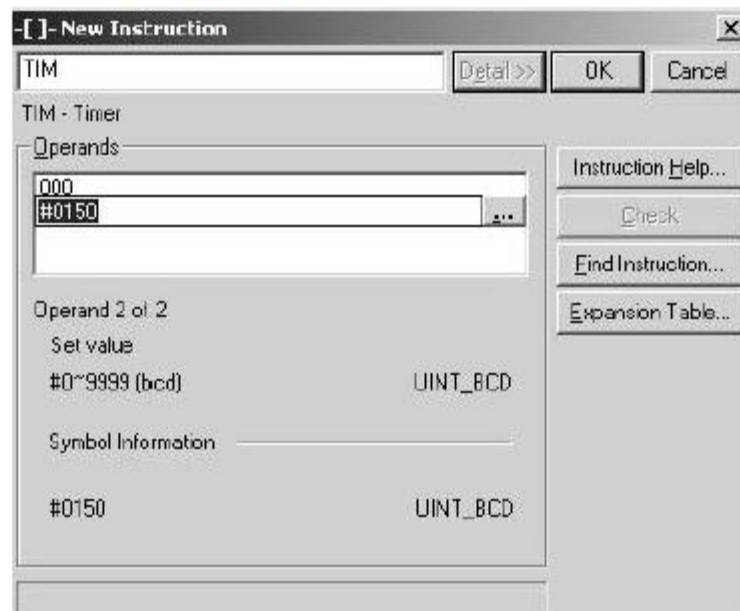 -[ ]- New Instruction
TIM
Detail >>
OK
Cancel
TIM - Timer
Operands
Instruction Help...
000
#0150
...
Check
Find Instruction...
Operand 2 of 2
Expansion Table...
Set value
#0~9999 (bcd)
UINT_BCD
Symbol Information
#0150
UINT_BCD